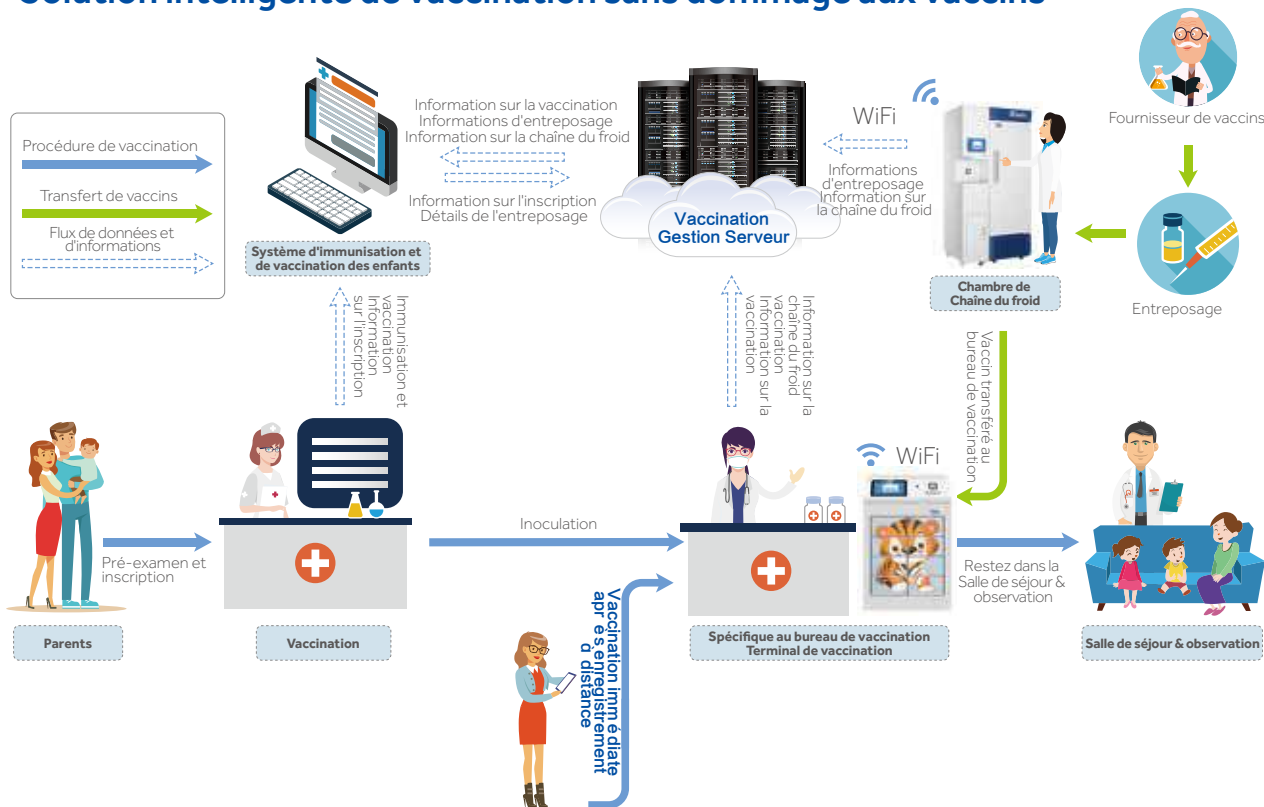 Solution intelligente de vaccination sans dommage aux vaccins
Procédure de vaccination
Transfert de vaccins
Flux de données et
d'informations
Information sur la vaccination
Informations d'entreposage
Information sur la chaîne du froid
Information sur l'inscription
Détails de l'entreposage
Système d'immunisation et
de vaccination des enfants
Vaccination
Gestion Serveur
WiFi
Informations
d'entreposage
Information sur
la chaîne du froid
Chambre de
Chaîne du froid
Fournisseur de vaccins
Entreposage
Immunisation et
vaccination
Information
sur l'inscription
Information sur la
chaîne du froid
vaccination
Information sur la
vaccination
Vaccin transféré au
bureau de vaccination
WiFi
Pré-examen et
inscription
Inoculation
Restez dans la
Salle de séjour &
observation
Parents
Vaccination
Vaccination imm é diate
apr è s enregistrement
à distance
Spécifique au bureau de vaccination
Terminal de vaccination
Salle de séjour & observation